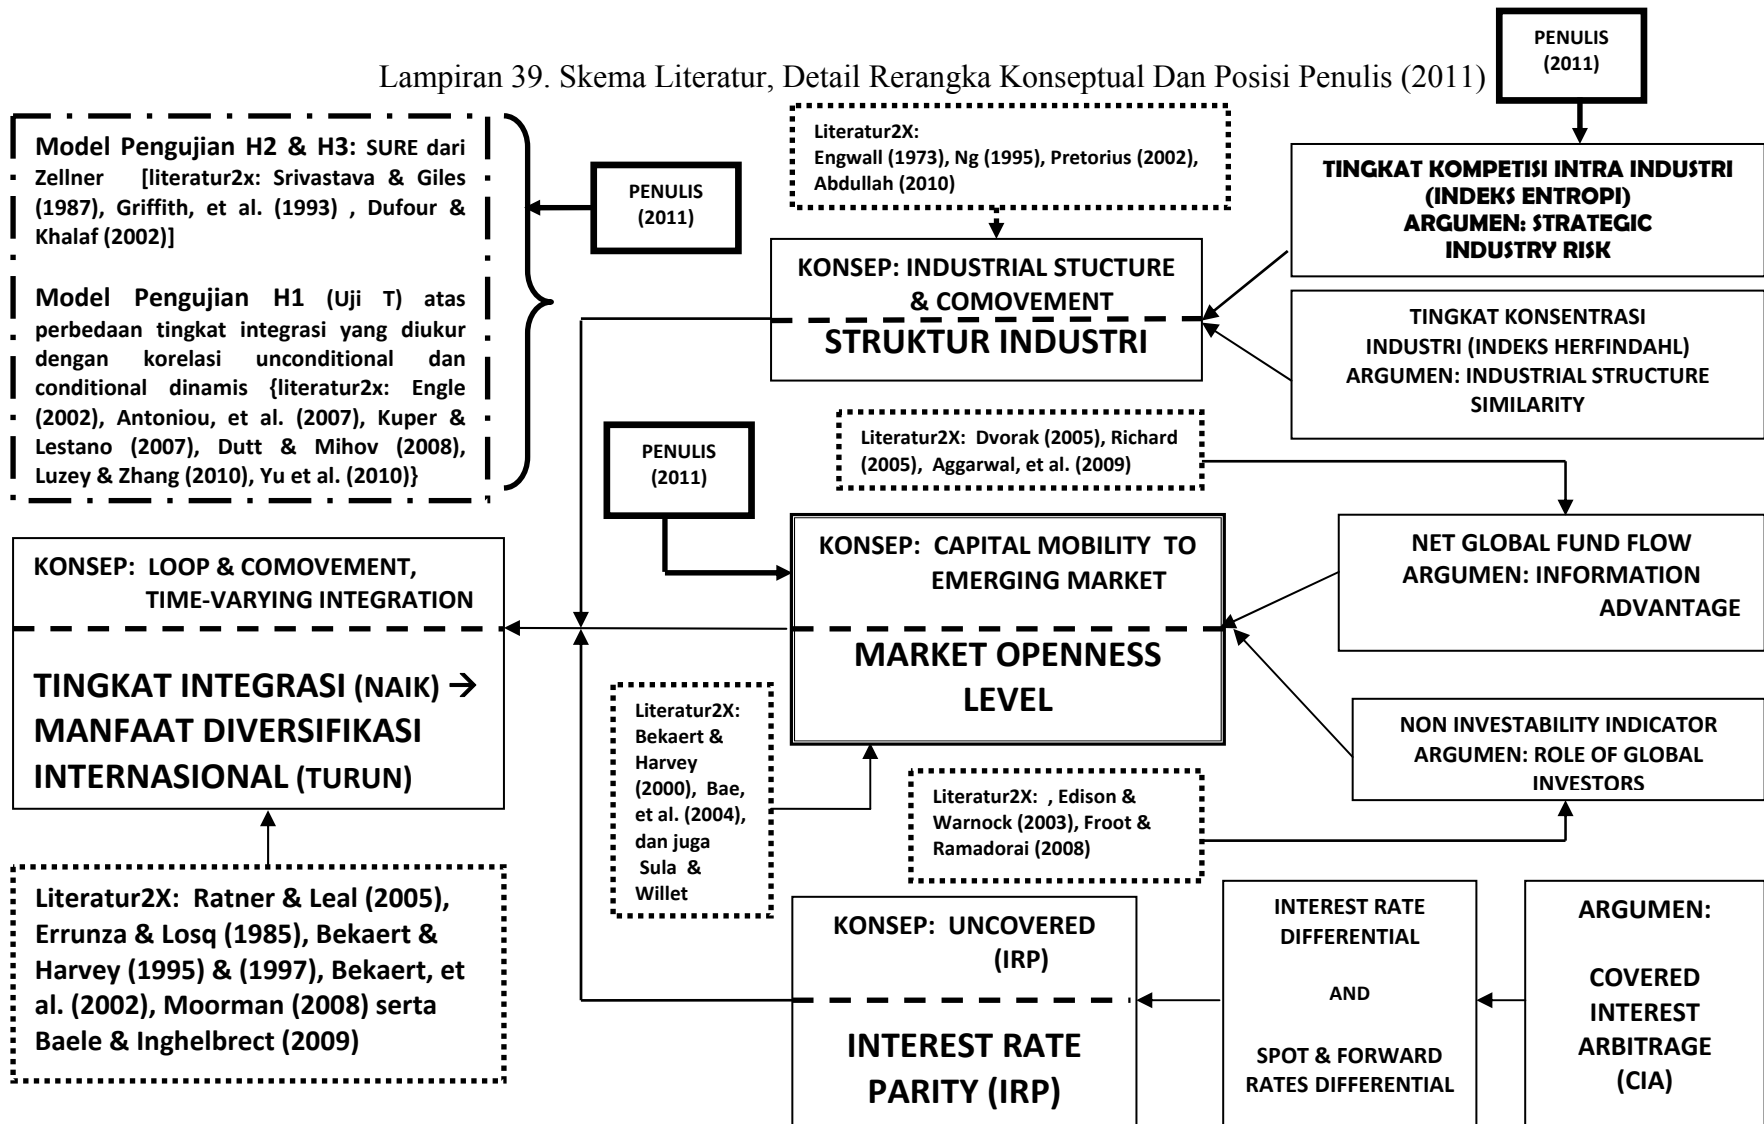 Lampiran 39. Skema Literatur, Detail Rerangka Konseptual Dan Posisi Penulis (2011)
PENULIS
(2011)
Model Pengujian H2 & H3: SURE dari
Zellner [literatur2x: Srivastava & Giles
(1987), Griffith, et al. (1993) , Dufour &
Khalaf (2002)]
Model Pengujian H1 (Uji T) atas
perbedaan tingkat integrasi yang diukur
dengan korelasi unconditional dan
conditional dinamis {literatur2x: Engle
(2002), Antoniou, et al. (2007), Kuper &
Lestano (2007), Dutt & Mihov (2008),
Luzey & Zhang (2010), Yu et al. (2010)}
PENULIS
(2011)
Literatur2X:
Engwall (1973), Ng (1995), Pretorius (2002),
Abdullah (2010)
TINGKAT KOMPETISI INTRA INDUSTRI
(INDEKS ENTROPI)
ARGUMEN: STRATEGIC
INDUSTRY RISK
KONSEP: INDUSTRIAL STUCTURE
& COMOVEMENT
STRUKTUR INDUSTRI
TINGKAT KONSENTRASI
INDUSTRI (INDEKS HERFINDAHL)
ARGUMEN: INDUSTRIAL STRUCTURE
SIMILARITY
Literatur2X: Dvorak (2005), Richard
(2005), Aggarwal, et al. (2009)
PENULIS
(2011)
KONSEP: LOOP & COMOVEMENT,
TIME-VARYING INTEGRATION
TINGKAT INTEGRASI (NAIK) →
MANFAAT DIVERSIFIKASI
INTERNASIONAL (TURUN)
KONSEP: CAPITAL MOBILITY TO
EMERGING MARKET
MARKET OPENNESS
LEVEL
NET GLOBAL FUND FLOW
ARGUMEN: INFORMATION
ADVANTAGE
NON INVESTABILITY INDICATOR
ARGUMEN: ROLE OF GLOBAL
INVESTORS
Literatur2X:
Bekaert &
Harvey
(2000), Bae,
et al. (2004),
dan juga
Sula &
Willet
Literatur2X: , Edison &
Warnock (2003), Froot &
Ramadorai (2008)
Literatur2X: Ratner & Leal (2005),
Errunza & Losq (1985), Bekaert &
Harvey (1995) & (1997), Bekaert, et
al. (2002), Moorman (2008) serta
Baele & Inghelbrect (2009)
KONSEP: UNCOVERED
(IRP)
INTEREST RATE
PARITY (IRP)
INTEREST RATE
DIFFERENTIAL
AND
SPOT & FORWARD
RATES DIFFERENTIAL
ARGUMEN:
COVERED
INTEREST
ARBITRAGE
(CIA)